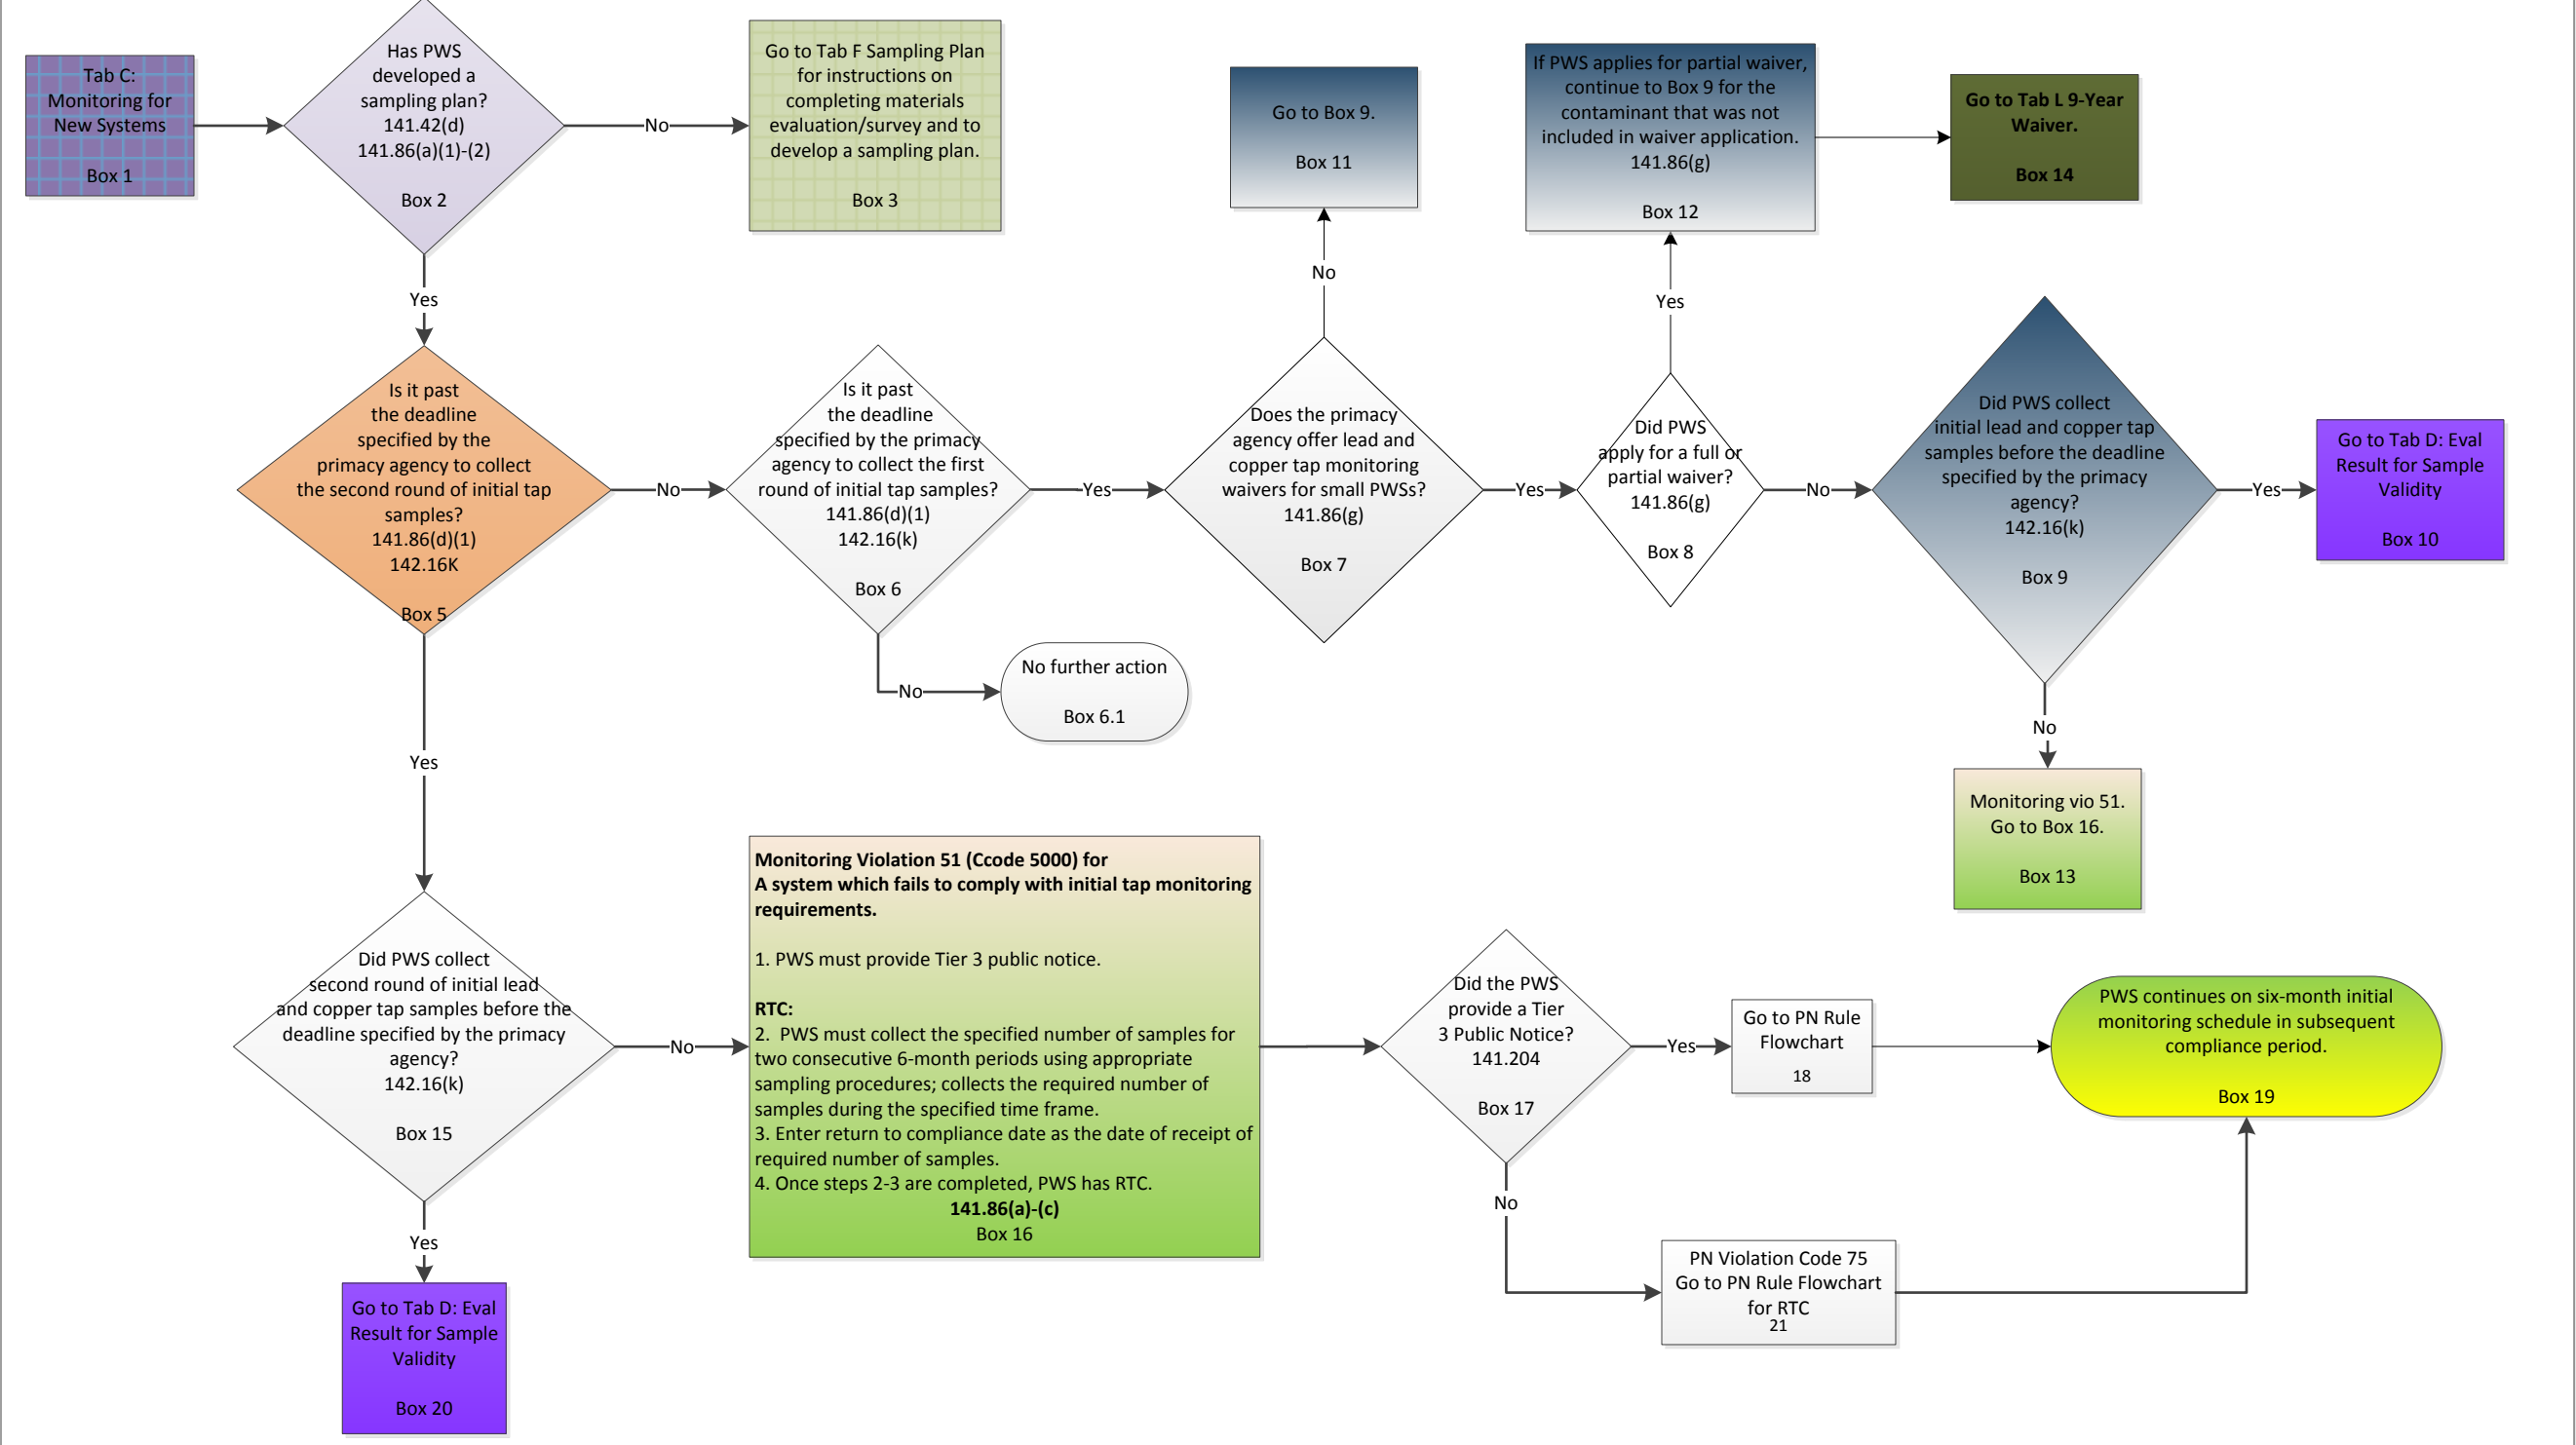 Tab C:
Monitoring for
New Systems
Box 1
Has PWS
developed a
sampling plan?
141.42(d)
141.86(a)(1)-(2)
Box 2
No
Go to Tab F Sampling Plan
for instructions on
completing materials
evaluation/survey and to
develop a sampling plan.
Box 3
Go to Box 9.
Box 11
If PWS applies for partial waiver,
continue to Box 9 for the
contaminant that was not
included in waiver application.
141.86(g)
Box 12
Go to Tab L 9-Year
Waiver.
Box 14
Yes
No
Yes
Is it past
the deadline
specified by the
primacy agency to collect
the second round of initial tap
samples?
141.86(d)(1)
142.16K
Box 5
No
Is it past
the deadline
specified by the primacy
agency to collect the first
round of initial tap samples?
141.86(d)(1)
142.16(k)
Box 6
Yes
Does the primacy
agency offer lead and
copper tap monitoring
waivers for small PWSs?
141.86(g)
Box 7
Yes
Did PWS
apply for a full or
partial waiver?
141.86(g)
Box 8
No
Did PWS collect
initial lead and copper tap
samples before the deadline
specified by the primacy
agency?
142.16(k)
Box 9
Yes
Go to Tab D: Eval
Result for Sample
Validity
Box 10
No
No further action
Box 6.1
No
Monitoring vio 51.
Go to Box 16.
Box 13
Yes
Did PWS collect
second round of initial lead
and copper tap samples before the
deadline specified by the primacy
agency?
142.16(k)
Box 15
No
Monitoring Violation 51 (Ccode 5000) for
A system which fails to comply with initial tap monitoring
requirements.
1. PWS must provide Tier 3 public notice.
RTC:
2. PWS must collect the specified number of samples for
two consecutive 6-month periods using appropriate
sampling procedures; collects the required number of
samples during the specified time frame.
3. Enter return to compliance date as the date of receipt of
required number of samples.
4. Once steps 2-3 are completed, PWS has RTC.
141.86(a)-(c)
Box 16
Did the PWS
provide a Tier
3 Public Notice?
141.204
Box 17
Yes
Go to PN Rule
Flowchart
18
PWS continues on six-month initial
monitoring schedule in subsequent
compliance period.
Box 19
No
PN Violation Code 75
Go to PN Rule Flowchart
for RTC
21
Yes
Go to Tab D: Eval
Result for Sample
Validity
Box 20